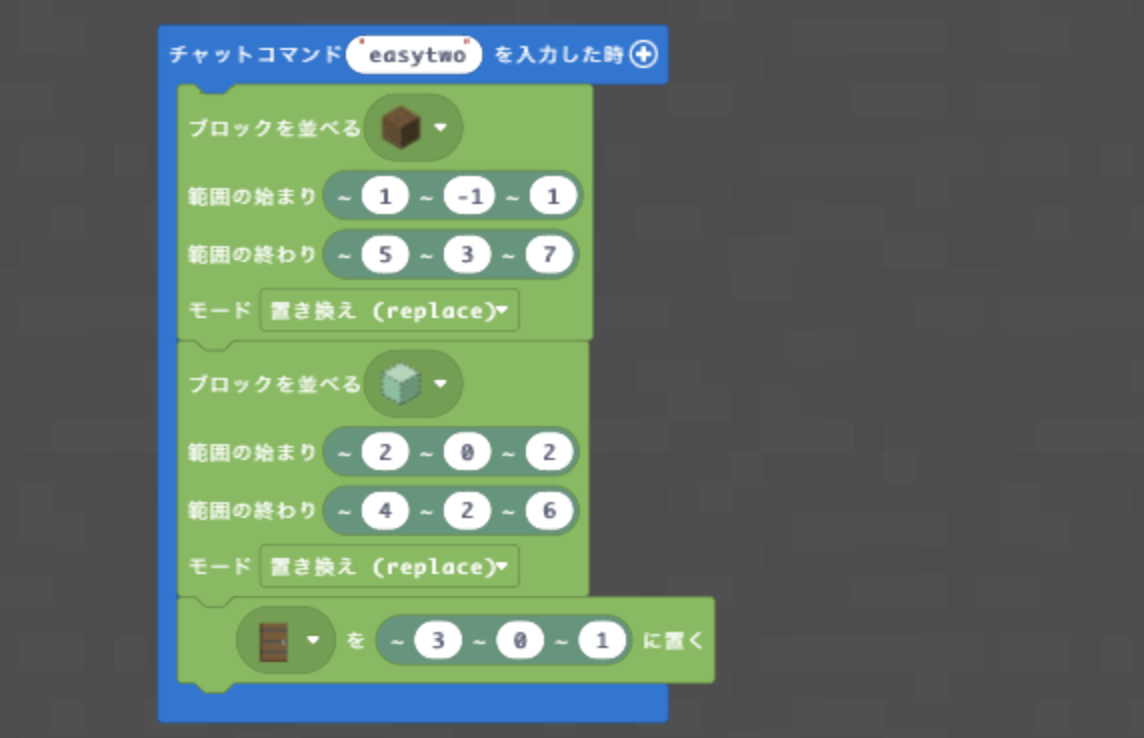 チャットコマンド "easytwo" を入力した時
ブロックを並べる
範囲の始まり ~ 1 ~ -1 ~ 1
範囲の終わり ~ 5 ~ 3 ~ 7
モード 置き換え (replace)
ブロックを並べる
範囲の始まり ~ 2 ~ 0 ~ 2
範囲の終わり ~ 4 ~ 2 ~ 6
モード 置き換え (replace)
を ~ 3 ~ 0 ~ 1 に置く